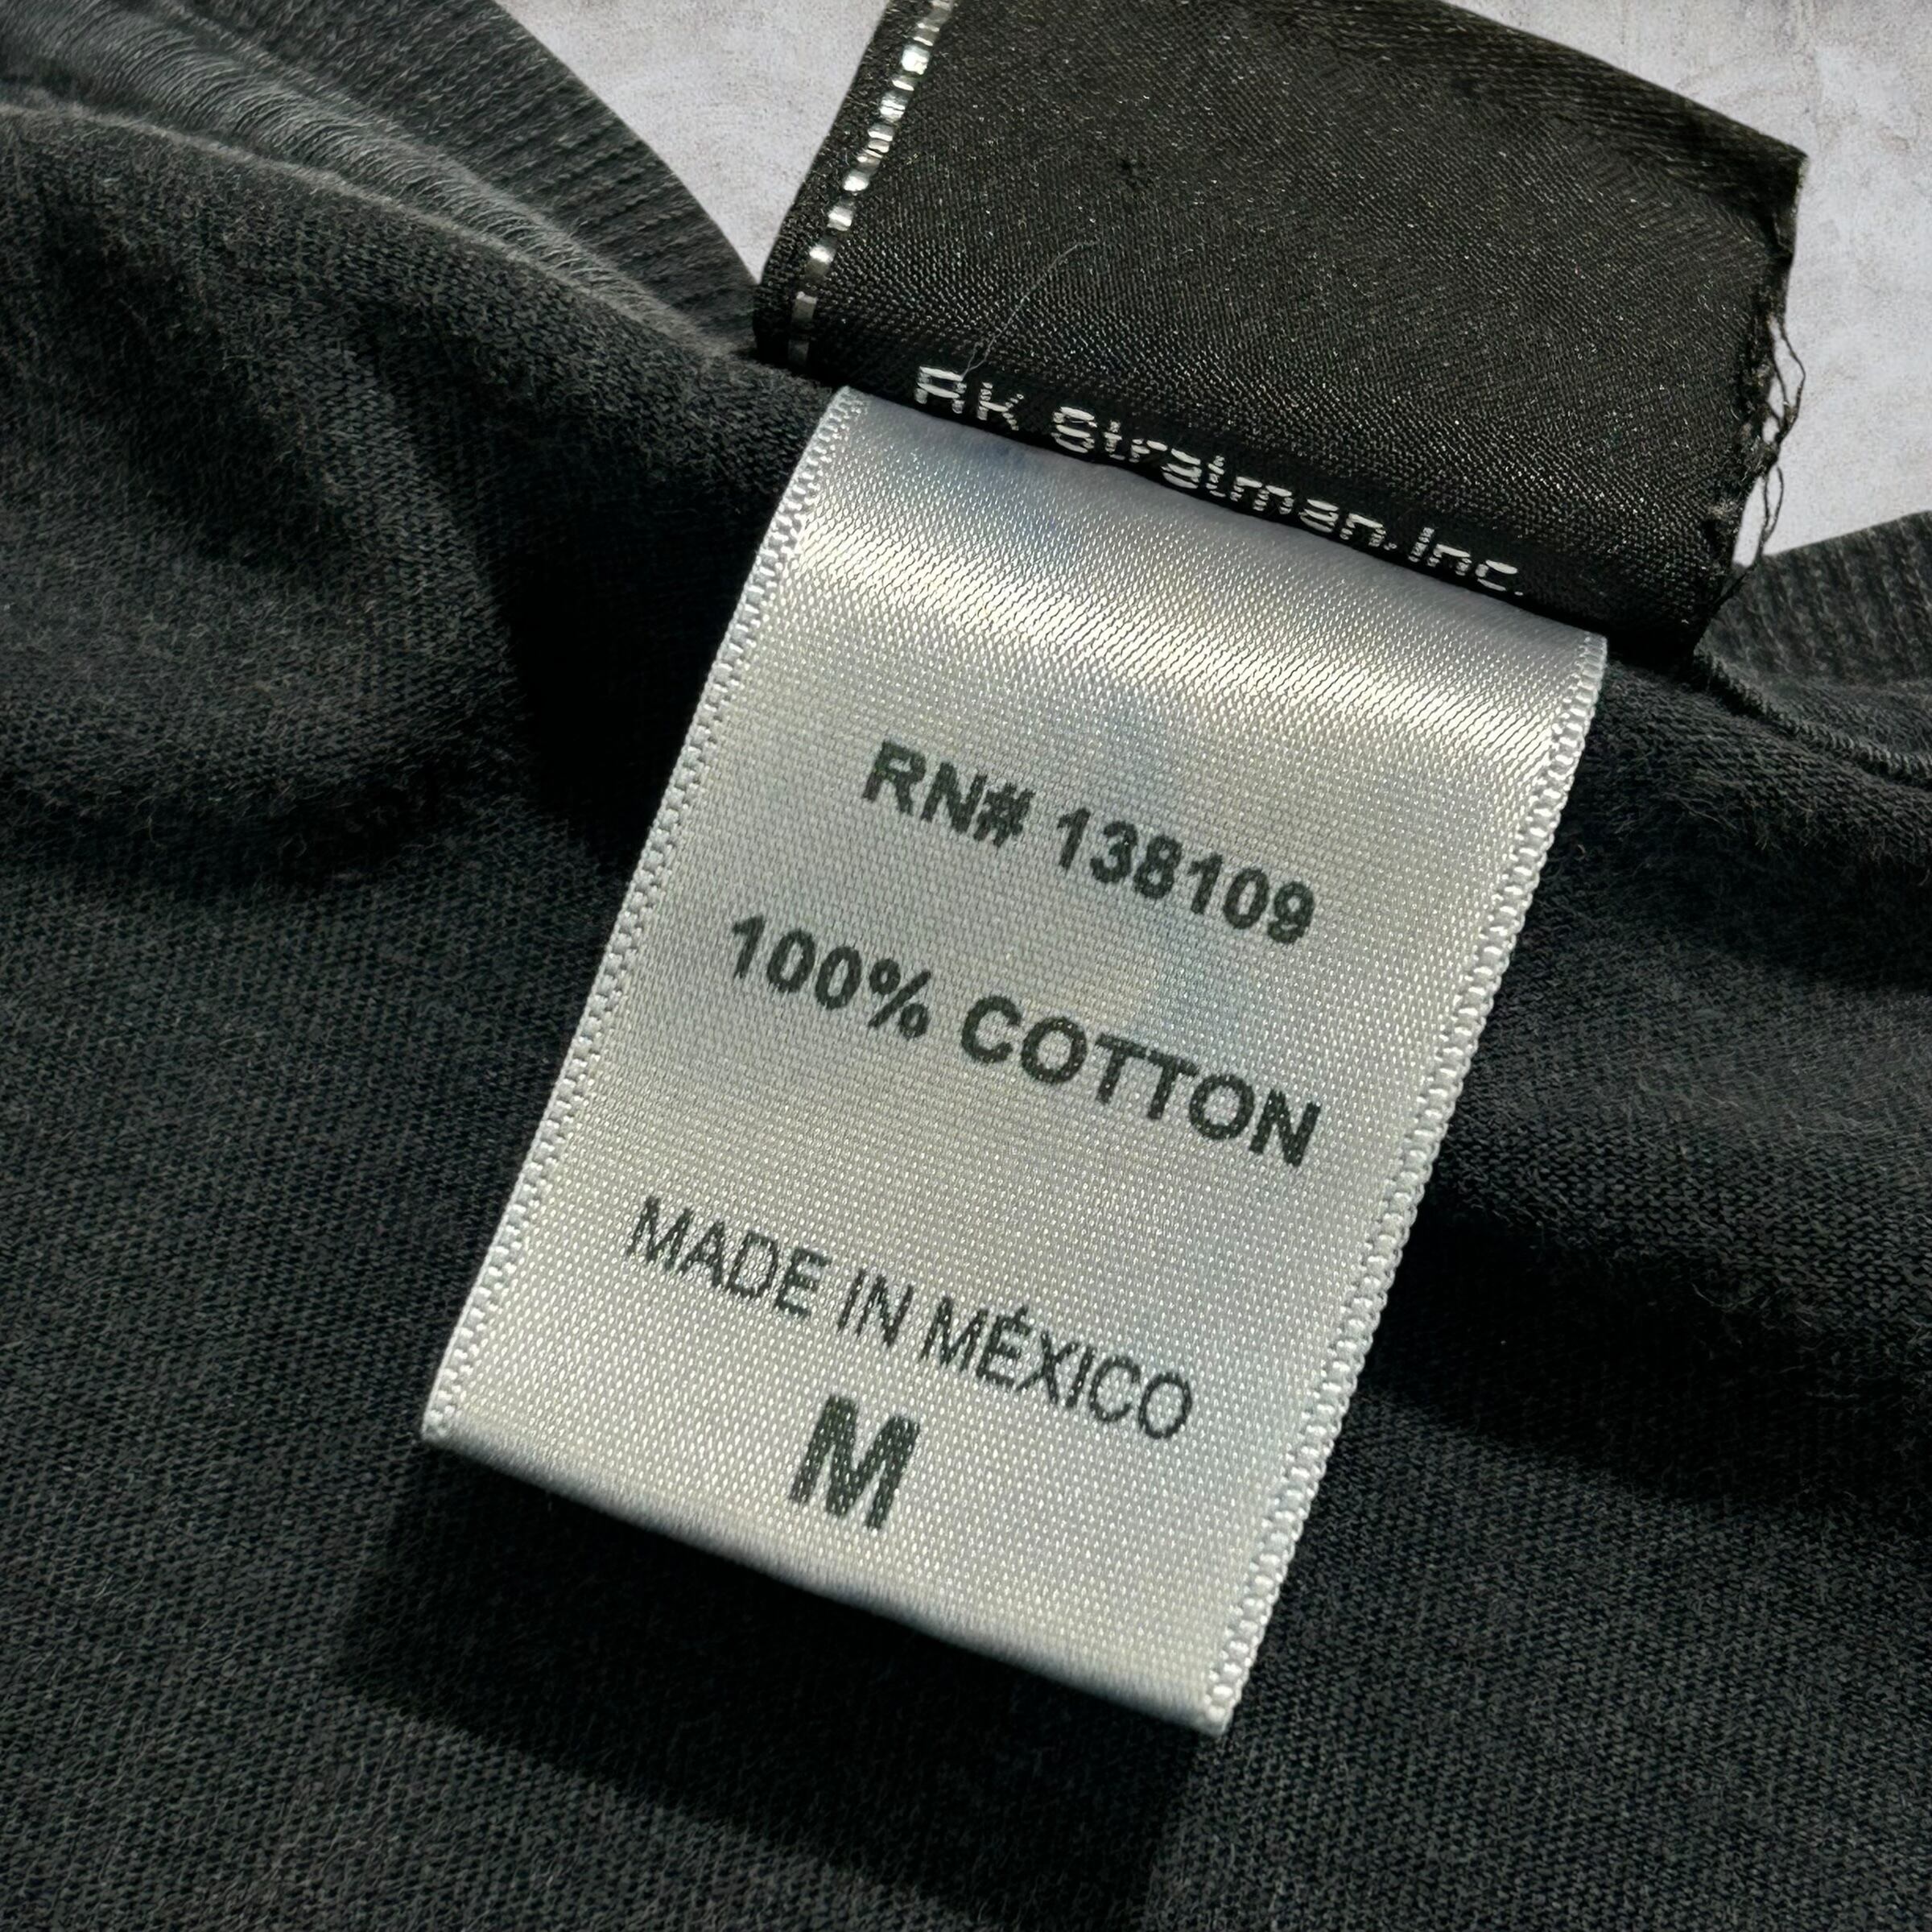 RK Stratman, Inc.
RN# 138109
100% COTTON
MADE IN MÉXICO
M